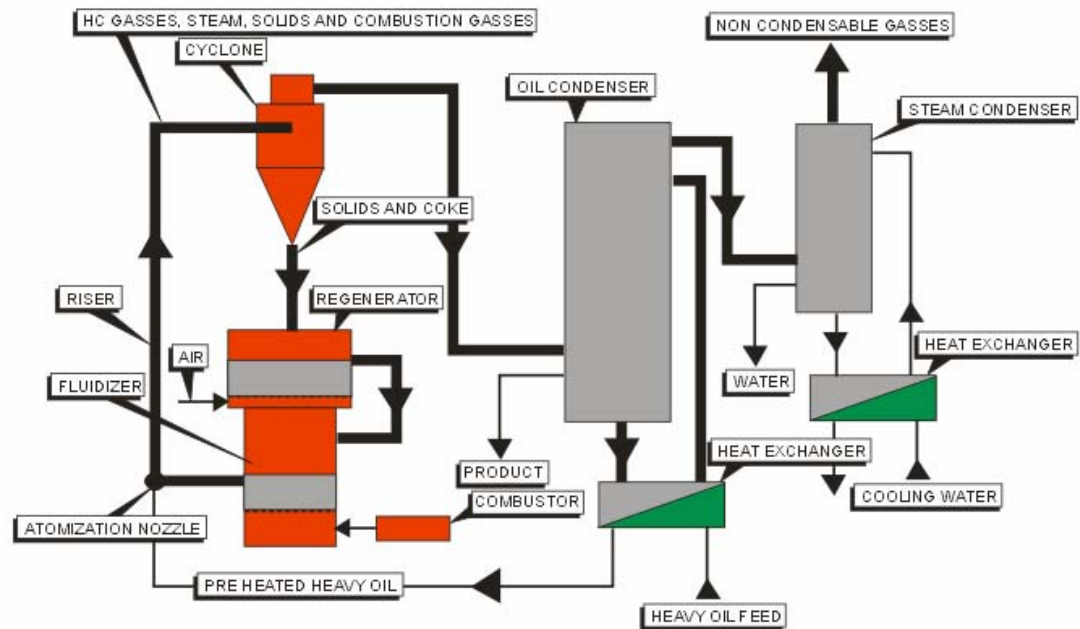 HC GASSES, STEAM, SOLIDS AND COMBUSTION GASSES
NON CONDENSABLE GASSES
CYCLONE
OIL CONDENSER
STEAM CONDENSER
SOLIDS AND COKE
RISER
REGENERATOR
AIR
FLUIDIZER
HEAT EXCHANGER
WATER
HEAT EXCHANGER
PRODUCT
COMBUSTOR
COOLING WATER
ATOMIZATION NOZZLE
PRE HEATED HEAVY OIL
HEAVY OIL FEED